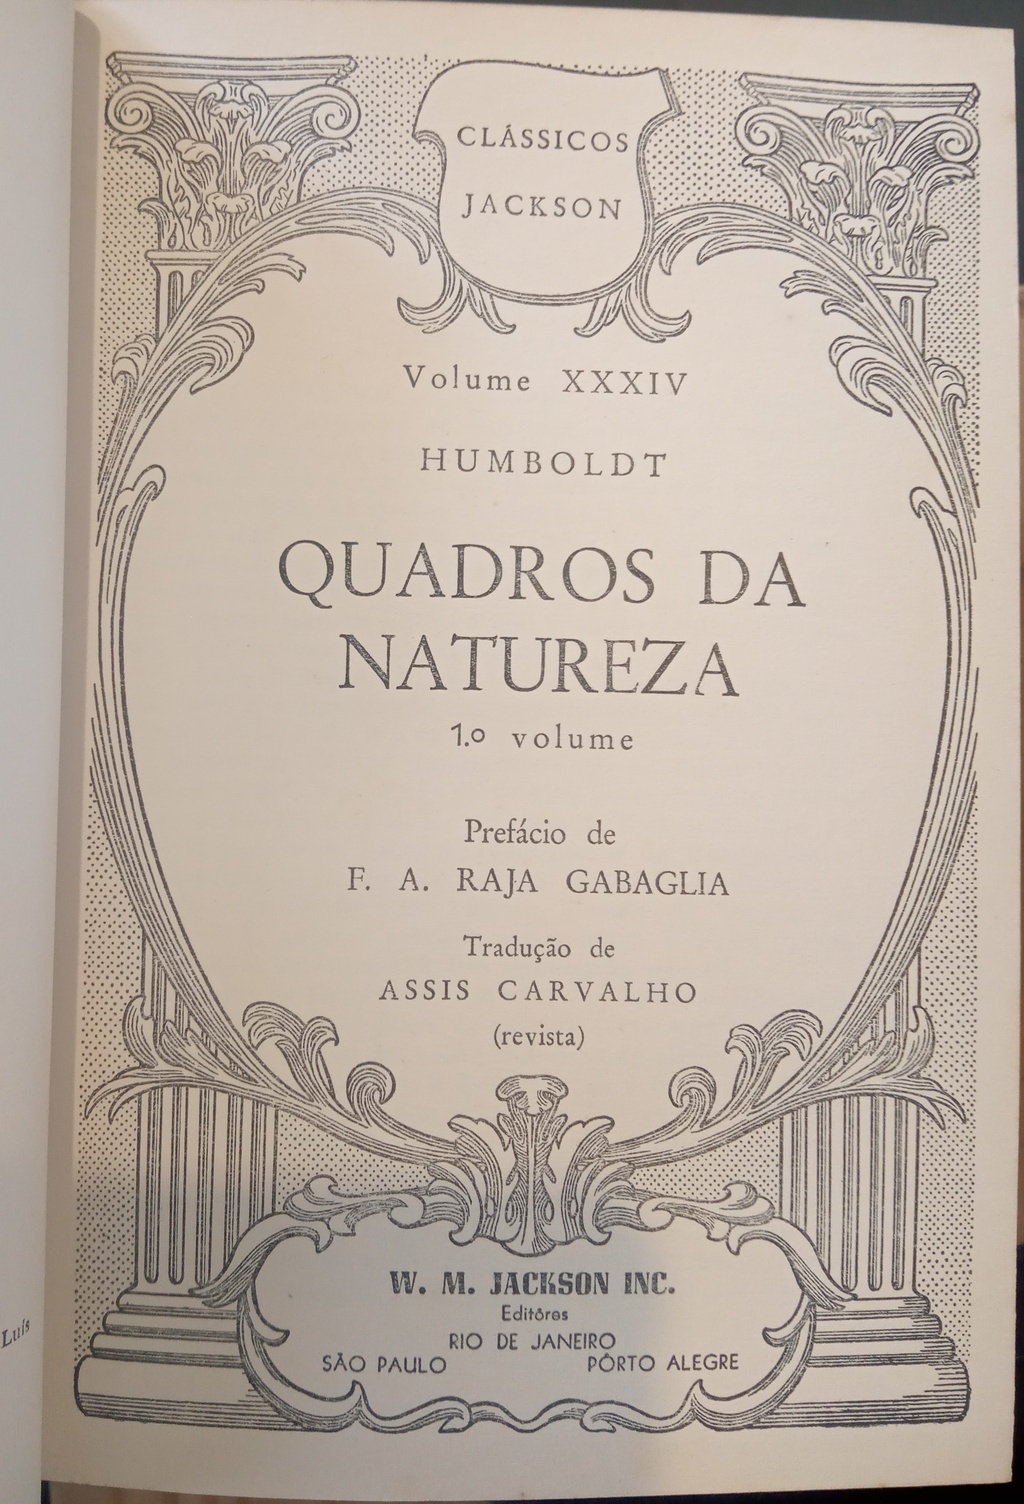 CLÁSSICOS
JACKSON
Volume XXXIV
HUMBOLDT
QUADROS DA
NATUREZA
1.º volume
Prefácio de
F. A. RAJA GABAGLIA
Tradução de
ASSIS CARVALHO
(revista)
W. M. JACKSON INC.
Editôres
RIO DE JANEIRO
SÃO PAULO PÔRTO ALEGRE
Luís